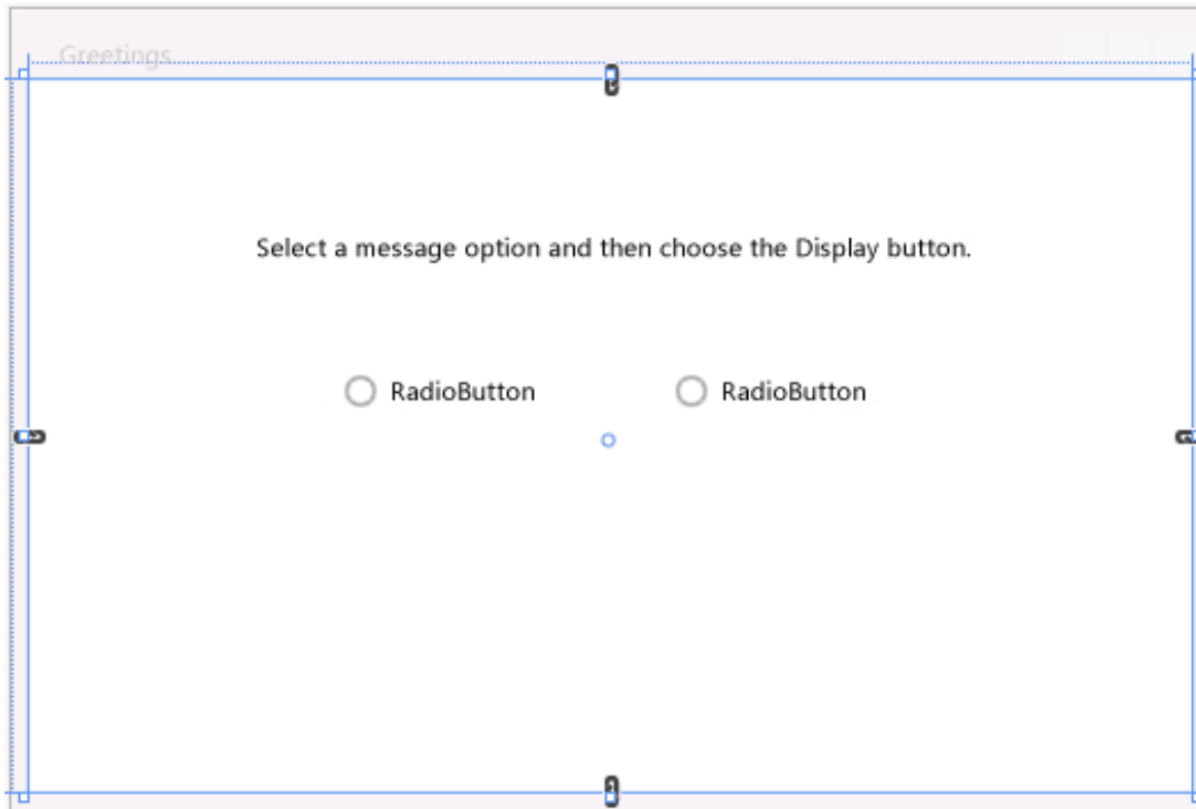 Greetings
Select a message option and then choose the Display button.
RadioButton RadioButton